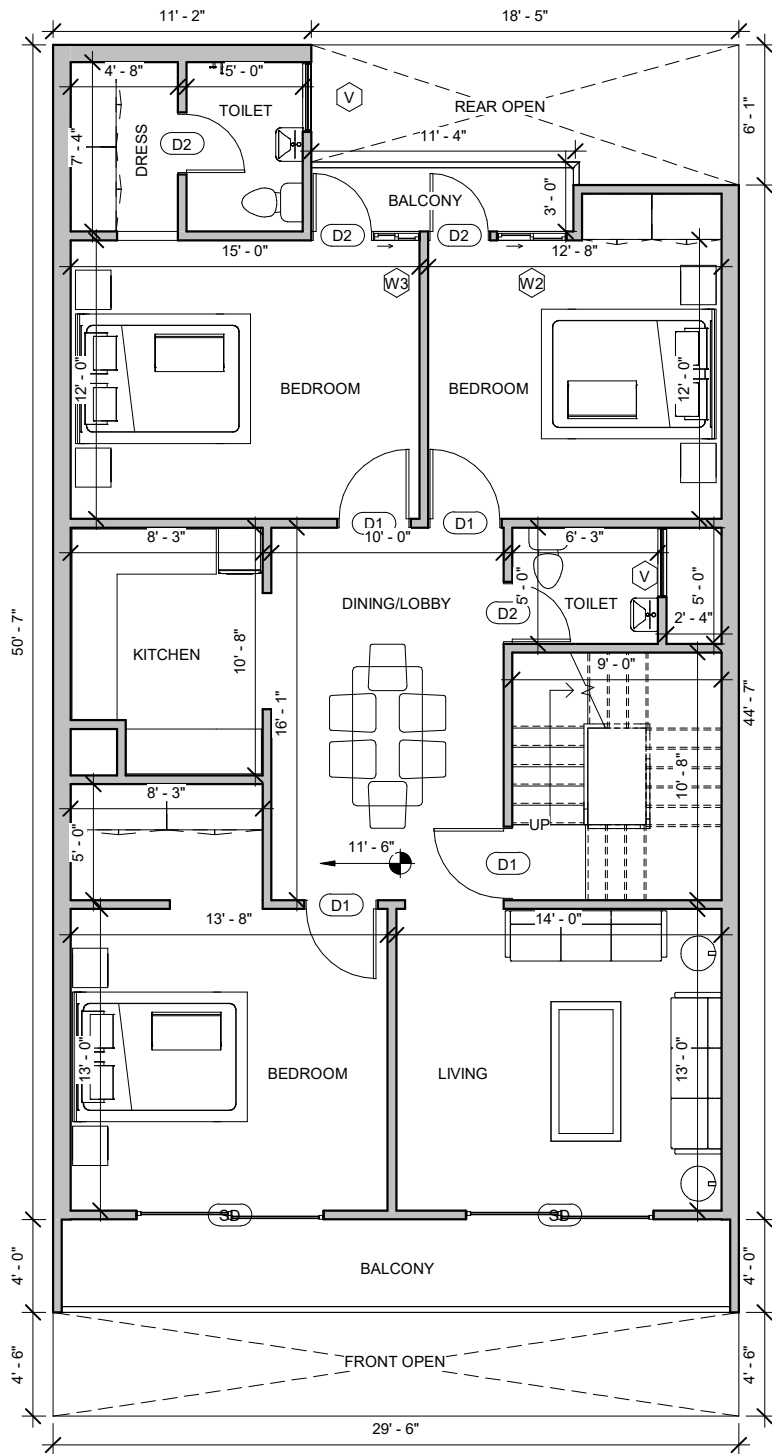 11' - 2"
18' - 5"
4' - 8"
5' - 0"
TOILET
V
REAR OPEN
6' - 1"
7' - 4"
DRESS
D2
11' - 4"
BALCONY
3' - 0"
D2
D2
15' - 0"
12' - 8"
W3
W2
12' - 0"
BEDROOM
BEDROOM
12' - 0"
D1
D1
8' - 3"
10' - 0"
6' - 3"
V
DINING/LOBBY
D2
5' - 0"
TOILET
5' - 0"
2' - 4"
50' - 7"
KITCHEN
10' - 8"
16' - 1"
9' - 0"
44' - 7"
10' - 8"
8' - 3"
UP
5' - 0"
11' - 6"
D1
D1
13' - 8"
14' - 0"
13' - 0"
BEDROOM
LIVING
13' - 0"
SD
SD
4' - 0"
BALCONY
4' - 0"
4' - 6"
FRONT OPEN
4' - 6"
29' - 6"